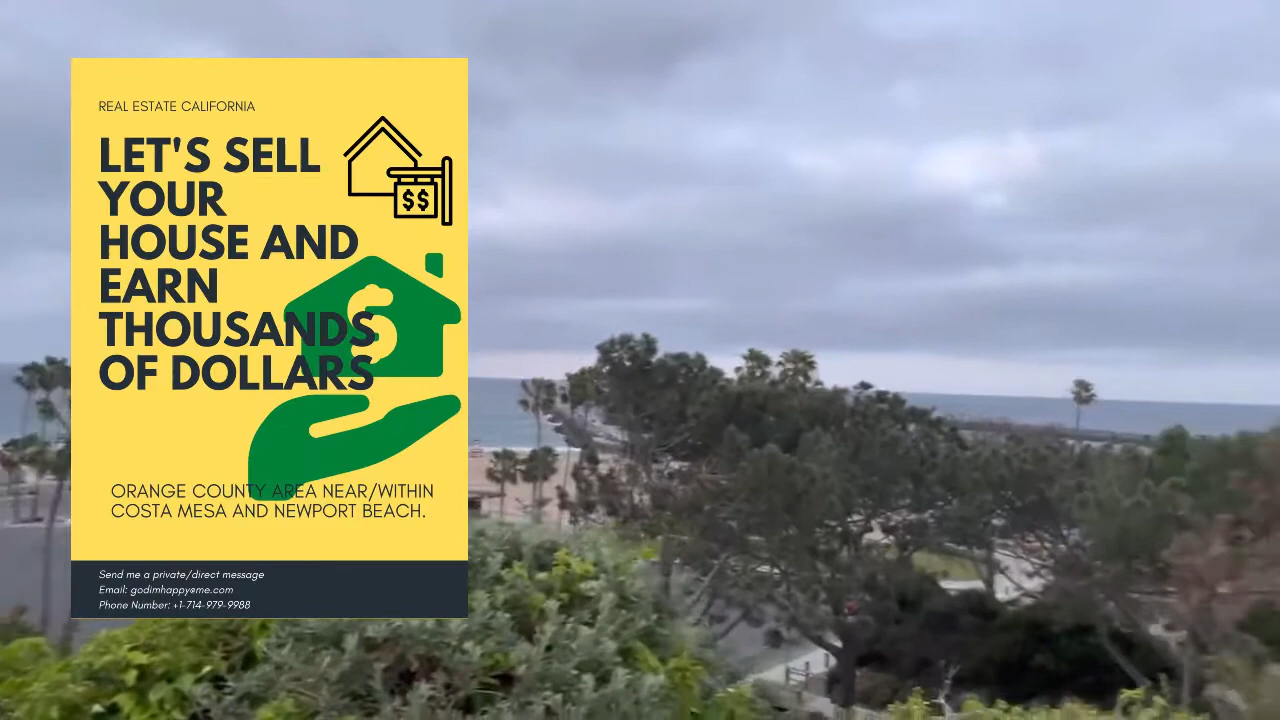 REAL ESTATE CALIFORNIA
LET'S SELL
YOUR
HOUSE AND
EARN
THOUSANDS
OF DOLLARS
$$
$
ORANGE COUNTY AREA NEAR/WITHIN
COSTA MESA AND NEWPORT BEACH.
Send me a private/direct message
Email: godimhappy@me.com
Phone Number: +1-714-979-9988